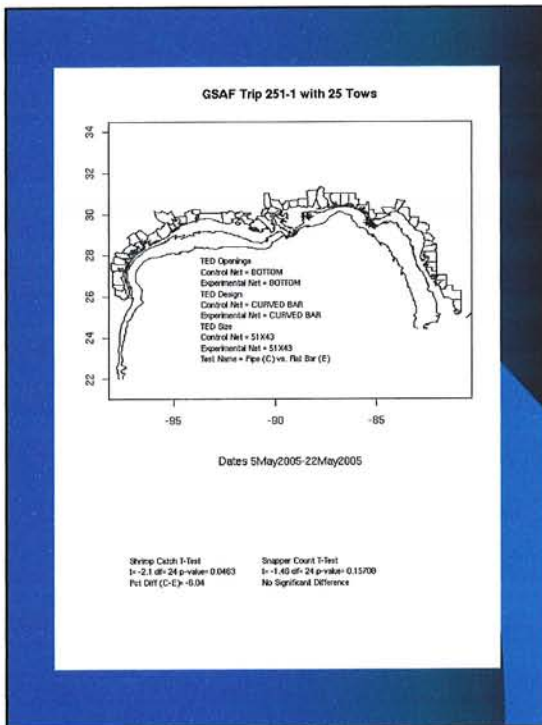 GSAF Trip 251-1 with 25 Tows
34
32
30
28
26
24
22
TED Openings
Control Net = BOTTOM
Experimental Net = BOTTOM
TED Design
Control Net = CURVED BAR
Experimental Net = CURVED BAR
TED Size
Control Net = 51X43
Experimental Net = 51X43
Test Name = Pipe (C) vs. Flat Bar (E)
-95 -90 -85
Dates 5May2005-22May2005
Shrimp Catch T-Test
t= -2.1 df= 24 p-value= 0.0463
Pct Diff (C-E)= -6.04
Snapper Count T-Test
t= -1.46 df= 24 p-value= 0.15708
No Significant Difference